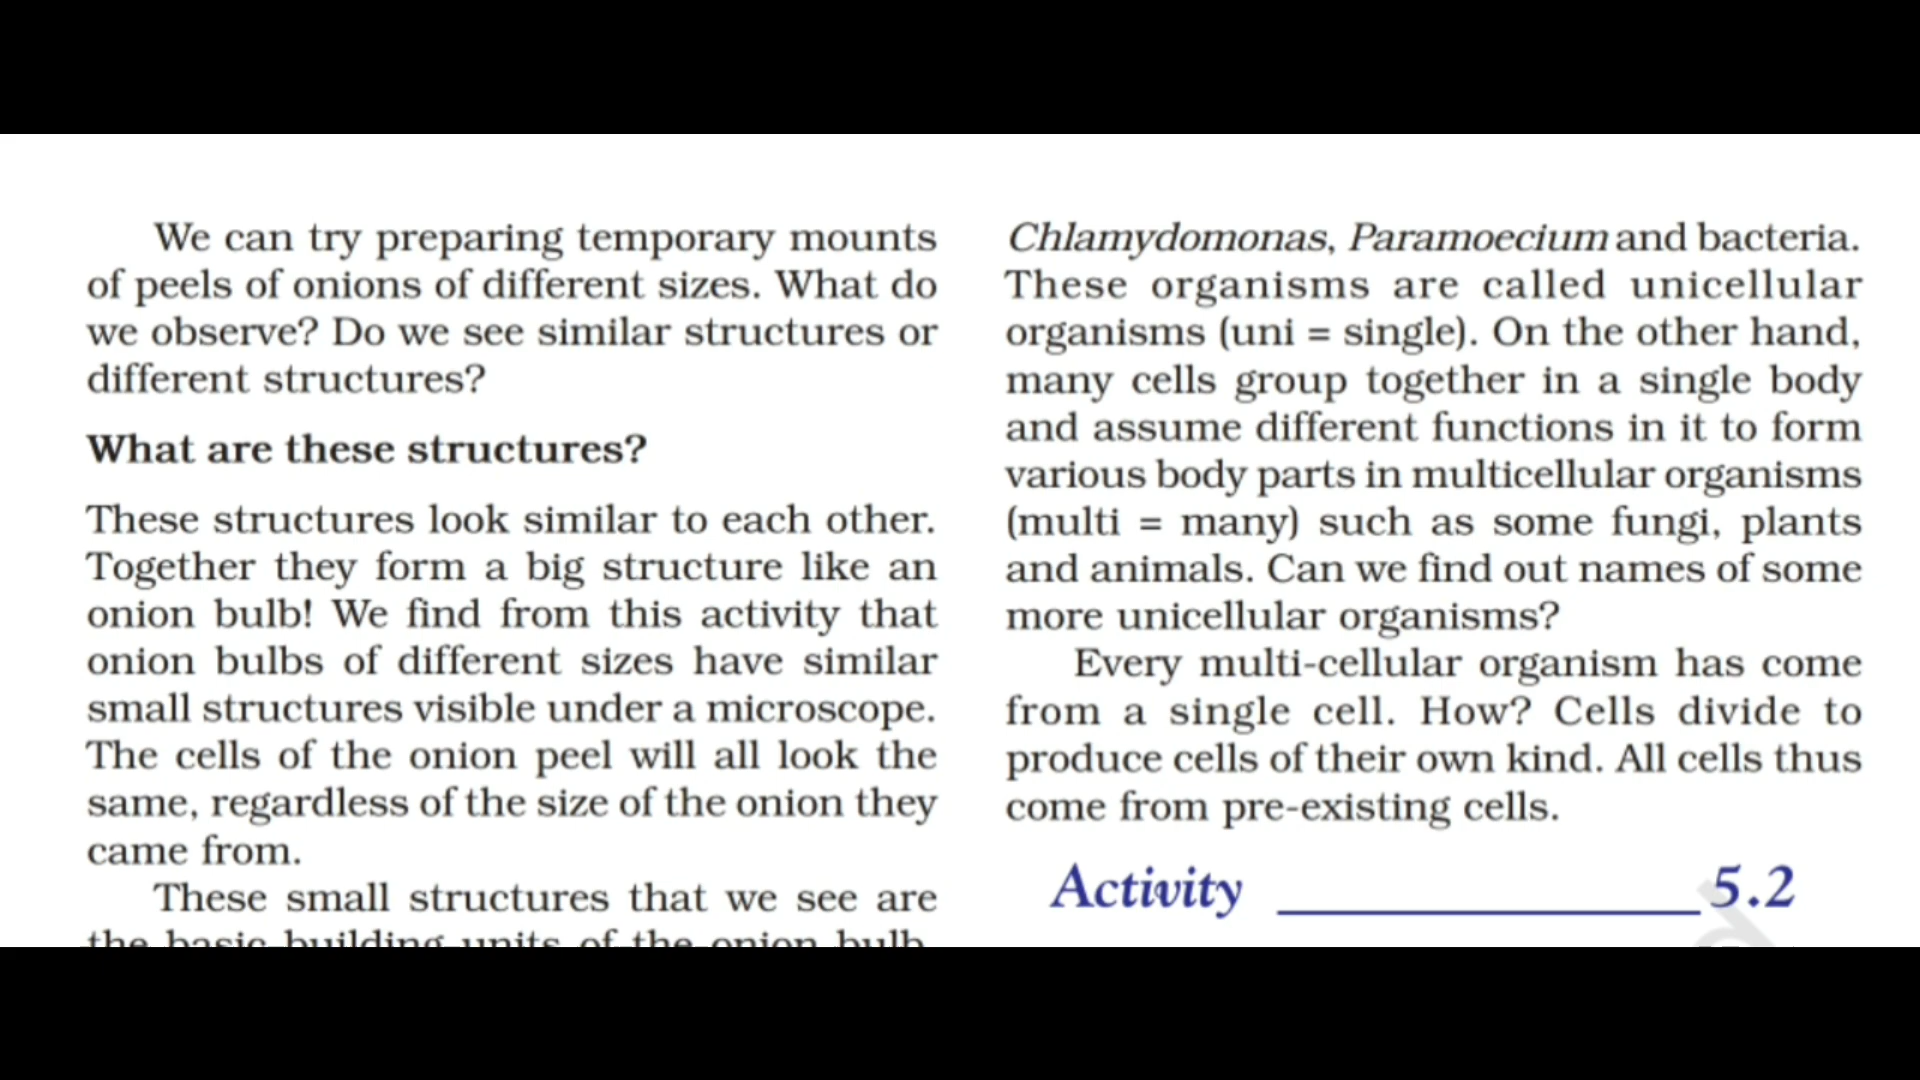 We can try preparing temporary mounts
of peels of onions of different sizes. What do
we observe? Do we see similar structures or
different structures?
What are these structures?
These structures look similar to each other.
Together they form a big structure like an
onion bulb! We find from this activity that
onion bulbs of different sizes have similar
small structures visible under a microscope.
The cells of the onion peel will all look the
same, regardless of the size of the onion they
came from.
These small structures that we see are
the basic building units of the onion bulb.
Chlamydomonas, Paramoecium and bacteria.
These organisms are called unicellular
organisms (uni = single). On the other hand,
many cells group together in a single body
and assume different functions in it to form
various body parts in multicellular organisms
(multi = many) such as some fungi, plants
and animals. Can we find out names of some
more unicellular organisms?
Every multi-cellular organism has come
from a single cell. How? Cells divide to
produce cells of their own kind. All cells thus
come from pre-existing cells.
Activity 5.2